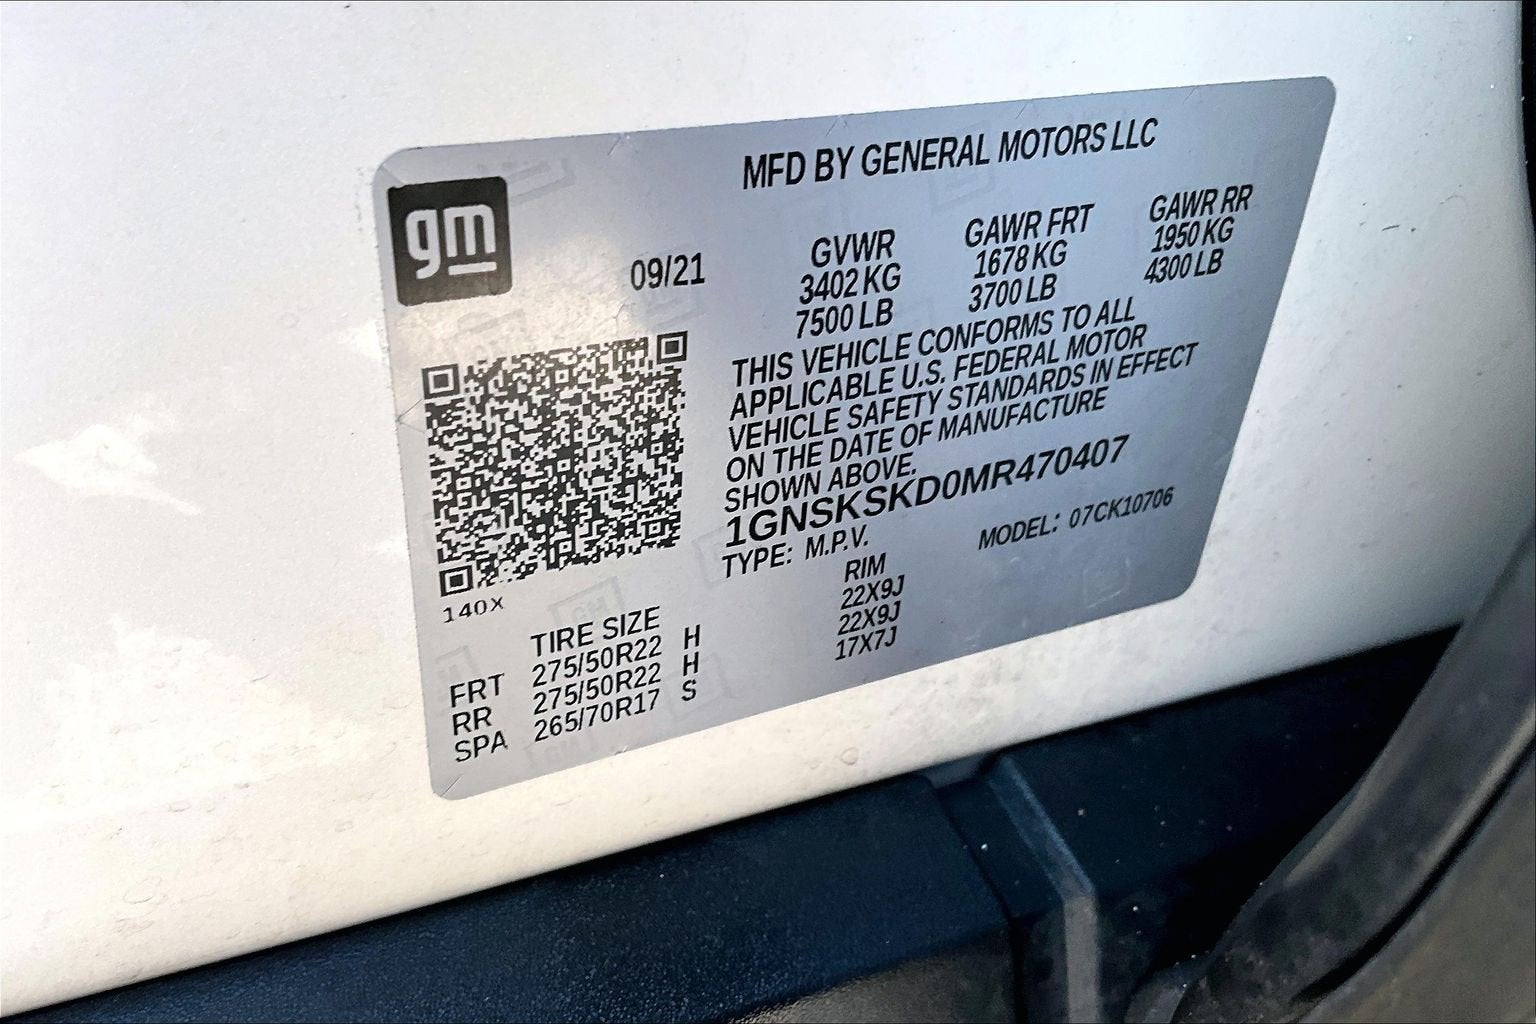 gm
MFD BY GENERAL MOTORS LLC
09/21
GVWR GAWR FRT GAWR RR
3402 KG 1678 KG 1950 KG
7500 LB 3700 LB 4300 LB
THIS VEHICLE CONFORMS TO ALL
APPLICABLE U.S. FEDERAL MOTOR
VEHICLE SAFETY STANDARDS IN EFFECT
ON THE DATE OF MANUFACTURE
SHOWN ABOVE.
1GNSKSKD0MR470407
TYPE: M.P.V. MODEL: 07CK10706
140X
TIRE SIZE RIM
FRT 275/50R22 H 22X9J
RR 275/50R22 H 22X9J
SPA 265/70R17 S 17X7J